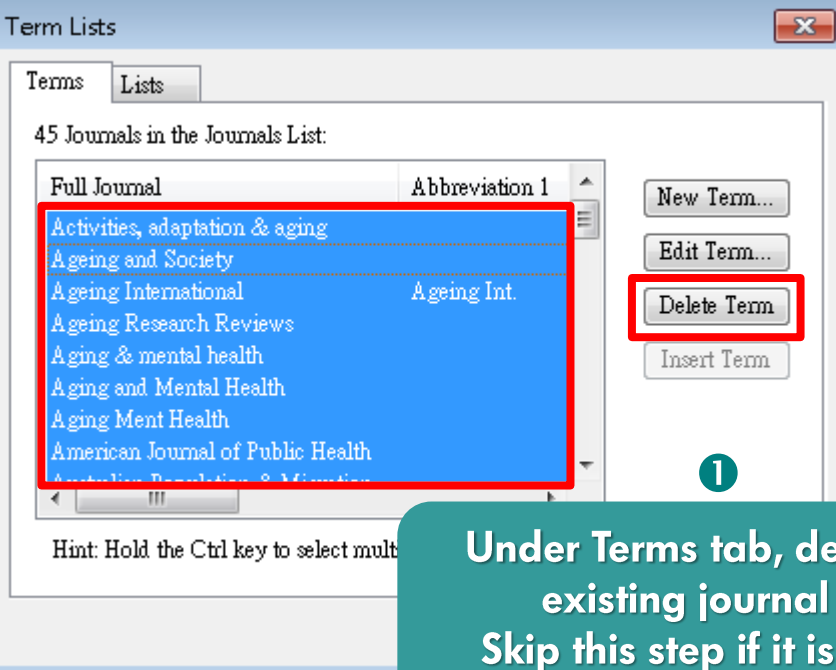 Term Lists
Terms Lists
45 Journals in the Journals List:
Full Journal Abbreviation 1
Activities, adaptation & aging
Ageing and Society
Ageing International Ageing Int.
Ageing Research Reviews
Aging & mental health
Aging and Mental Health
Aging Ment Health
American Journal of Public Health
New Term...
Edit Term...
Delete Term
Insert Term
Hint: Hold the Ctrl key to select mult
1
Under Terms tab, de
existing journal
Skip this step if it is